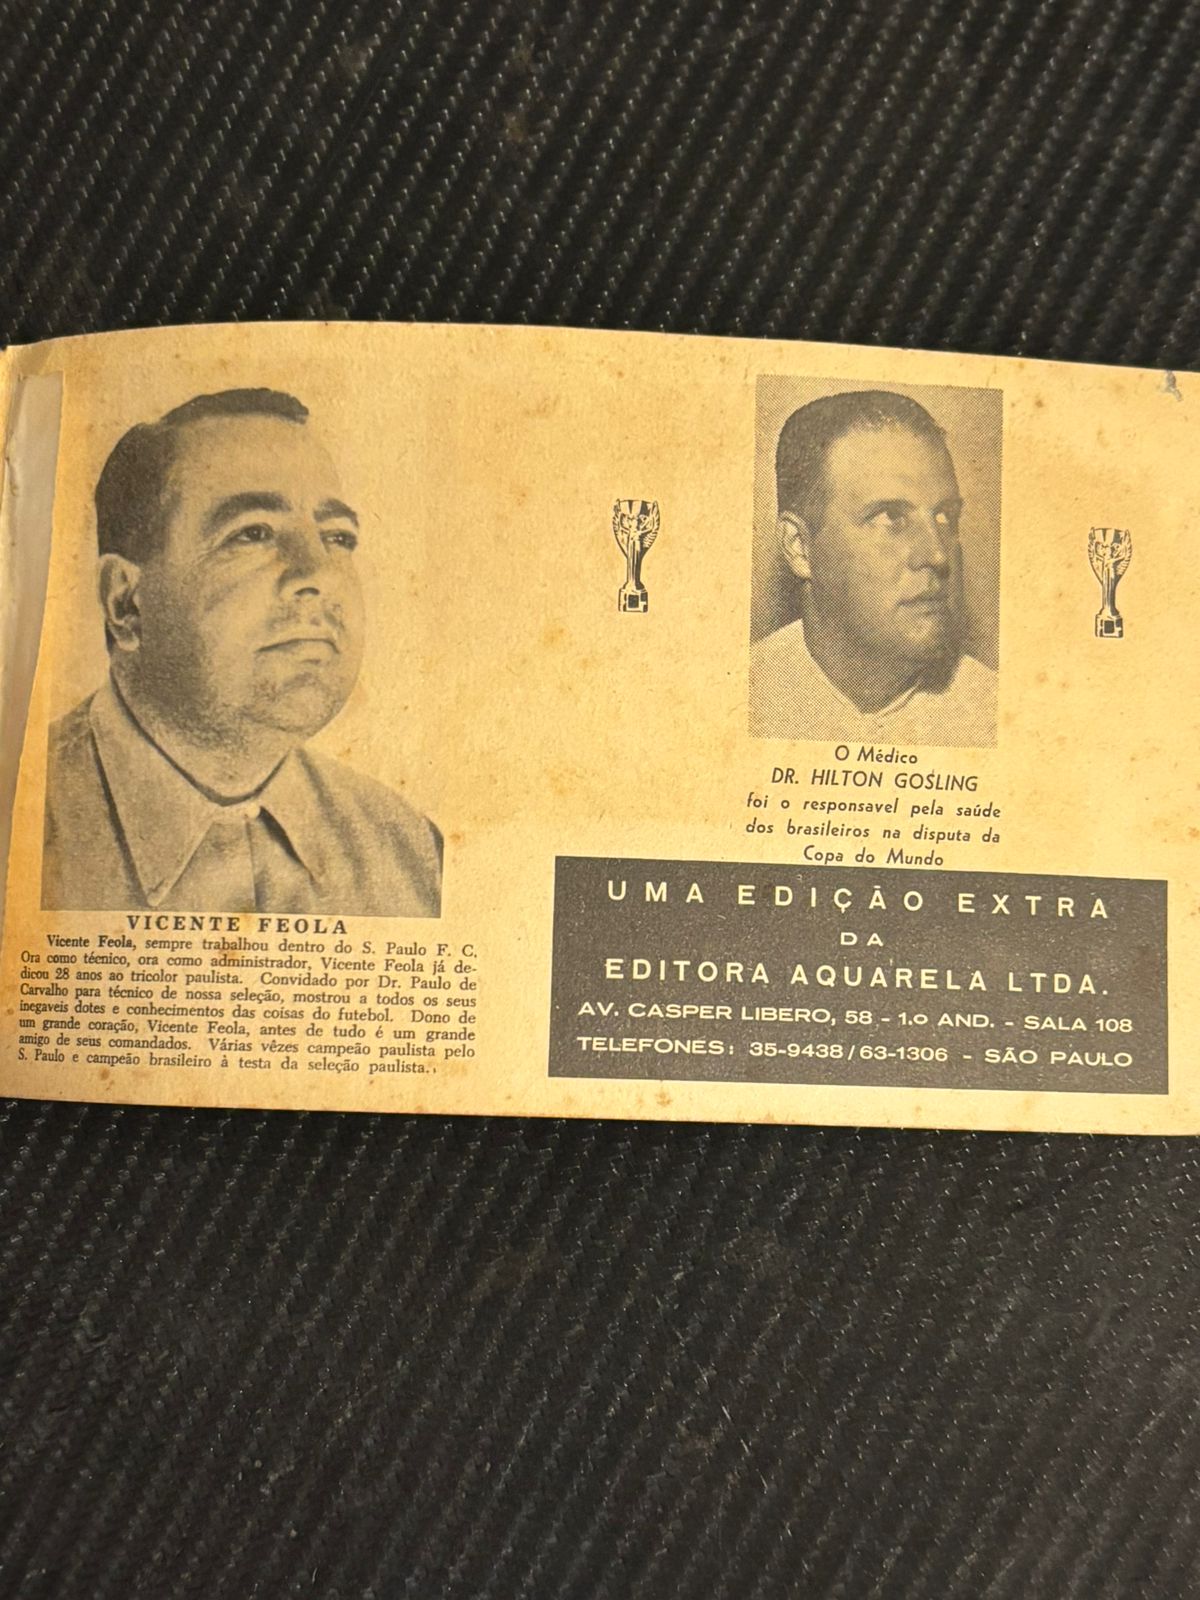 VICENTE FEOLA
Vicente Feola, sempre trabalhou dentro do S. Paulo F. C.
Ora como técnico, ora como administrador, Vicente Feola já de-
dicou 28 anos ao tricolor paulista. Convidado por Dr. Paulo de
Carvalho para técnico de nossa seleção, mostrou a todos os seus
inegaveis dotes e conhecimentos das coisas do futebol. Dono de
um grande coração, Vicente Feola, antes de tudo é um grande
amigo de seus comandados. Várias vêzes campeão paulista pelo
S. Paulo e campeão brasileiro à testa da seleção paulista.
O Médico
DR. HILTON GOSLING
foi o responsavel pela saúde
dos brasileiros na disputa da
Copa do Mundo
UMA EDIÇÃO EXTRA
DA
EDITORA AQUARELA LTDA.
AV. CASPER LIBERO, 58 - 1.o AND. - SALA 108
TELEFONES: 35-9438/63-1306 - SÃO PAULO